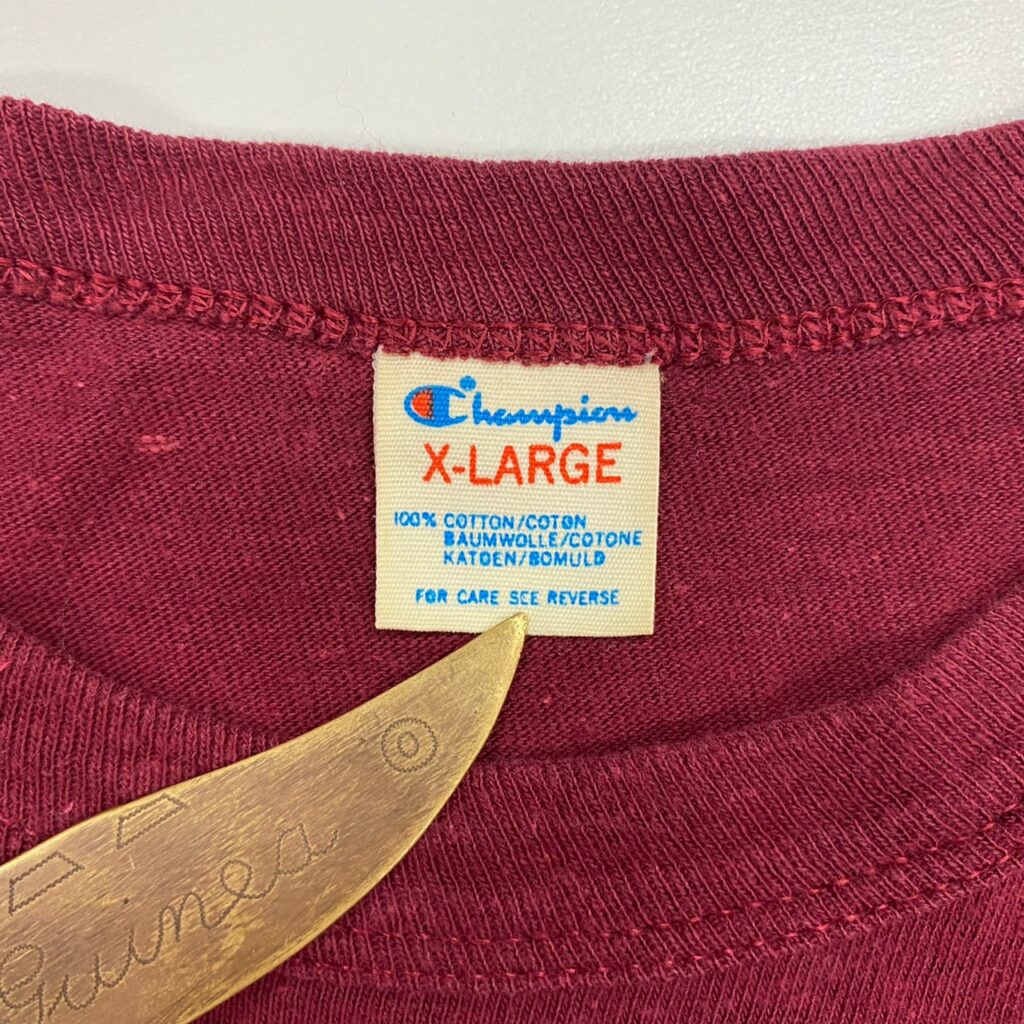 Champion
X-LARGE
100% COTTON/COTON
BAUMWOLLE/COTONE
KATOEN/BOMULD
FOR CARE SEE REVERSE
Guinea